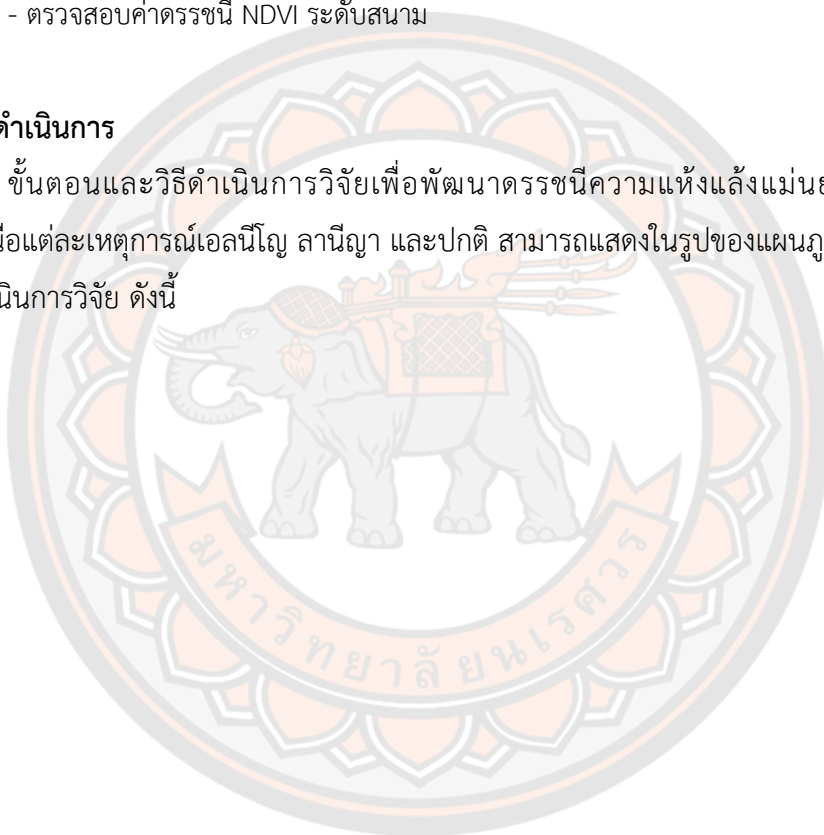 - ตรวจสอบค่าดรรชนี NDVI ระดับสนาม
ดำเนินการ
ขั้นตอนและวิธีดำเนินการวิจัยเพื่อพัฒนาดรรชนีความแห้งแล้งแม่นย
นือแต่ละเหตุการณ์เอลนีโญ ลานีญา และปกติ สามารถแสดงในรูปของแผนภู
นินการวิจัย ดังนี้
มหาวิทยาลัยนเรศวร